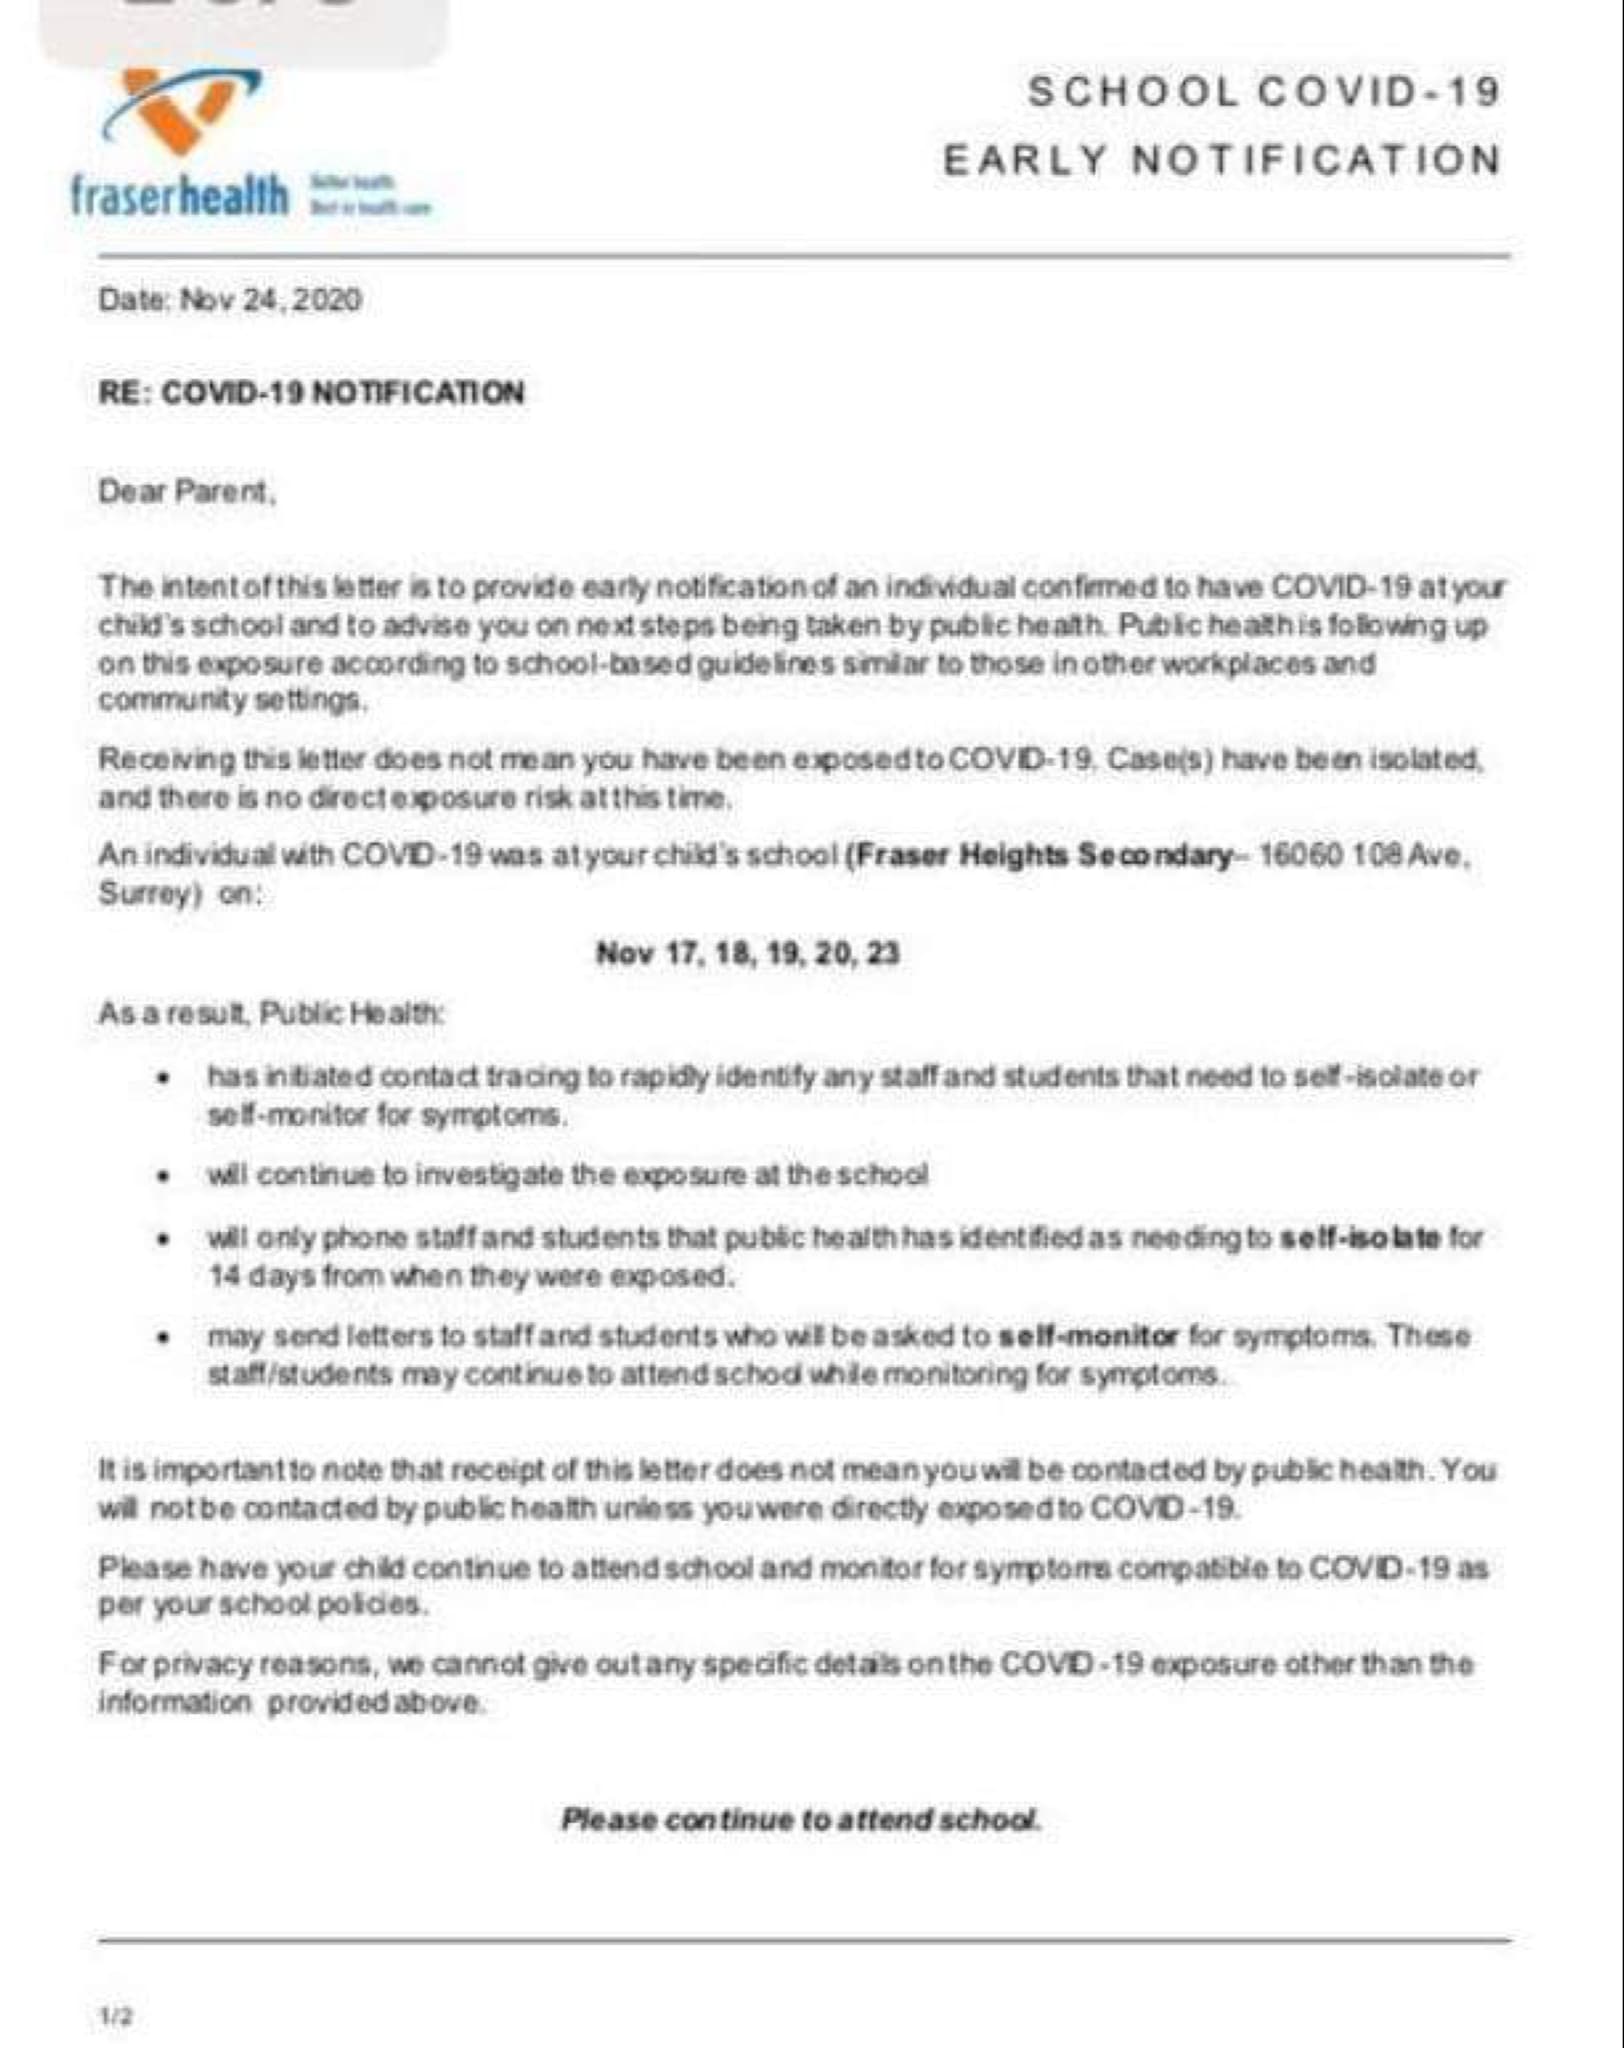 SCHOOL COVID-19
EARLY NOTIFICATION
fraserhealth
Better health.
Best in health care.
Date: Nov 24, 2020
RE: COVID-19 NOTIFICATION
Dear Parent,
The intent of this letter is to provide early notification of an individual confirmed to have COVID-19 at your
child's school and to advise you on next steps being taken by public health. Public health is following up
on this exposure according to school-based guidelines similar to those in other workplaces and
community settings.
Receiving this letter does not mean you have been exposed to COVID-19. Case(s) have been isolated,
and there is no direct exposure risk at this time.
An individual with COVID-19 was at your child's school (Fraser Heights Secondary– 16060 108 Ave,
Surrey) on:
Nov 17, 18, 19, 20, 23
As a result, Public Health:
• has initiated contact tracing to rapidly identify any staff and students that need to self-isolate or
self-monitor for symptoms.
• will continue to investigate the exposure at the school
• will only phone staff and students that public health has identified as needing to self-isolate for
14 days from when they were exposed.
• may send letters to staff and students who will be asked to self-monitor for symptoms. These
staff/students may continue to attend school while monitoring for symptoms.
It is important to note that receipt of this letter does not mean you will be contacted by public health. You
will not be contacted by public health unless you were directly exposed to COVID-19.
Please have your child continue to attend school and monitor for symptoms compatible to COVID-19 as
per your school policies.
For privacy reasons, we cannot give out any specific details on the COVID-19 exposure other than the
information provided above.
Please continue to attend school.
1/2